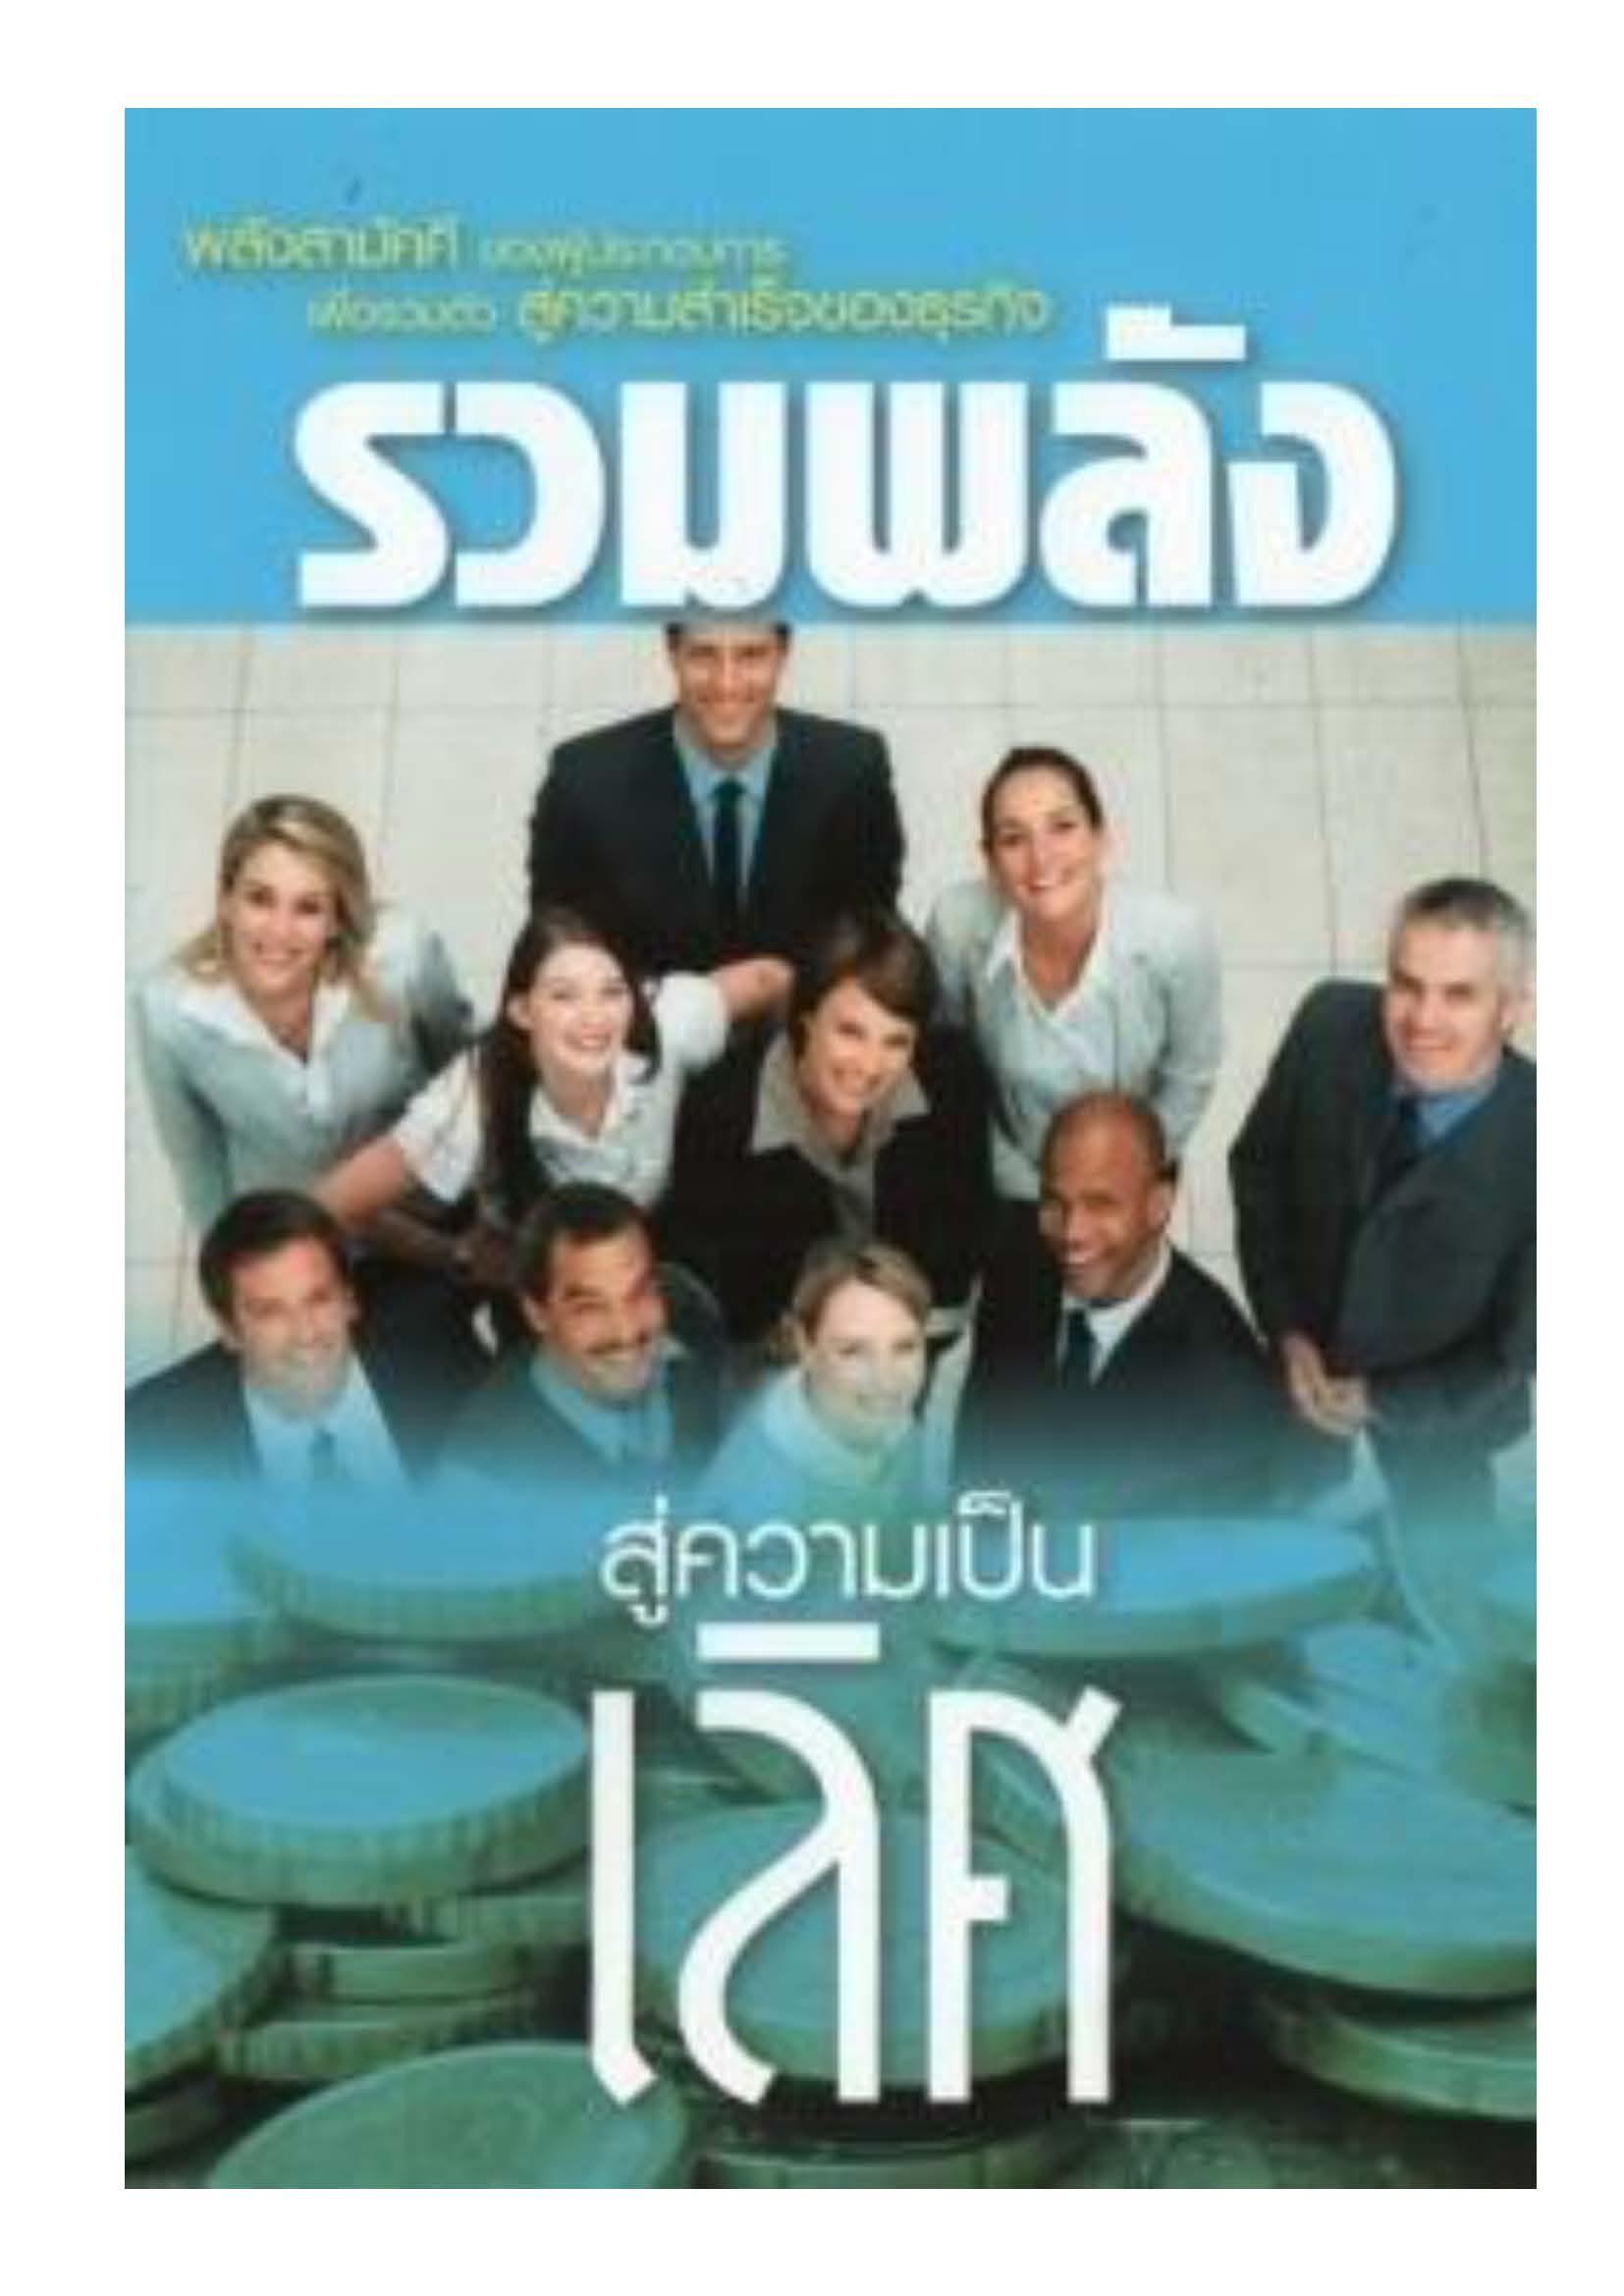 พลังสามัคคี ของผู้ประกอบการ
เพื่อรวมตัว สู่ความสำเร็จของธุรกิจ
รวมพลัง
สู่ความเป็น
เลิศ